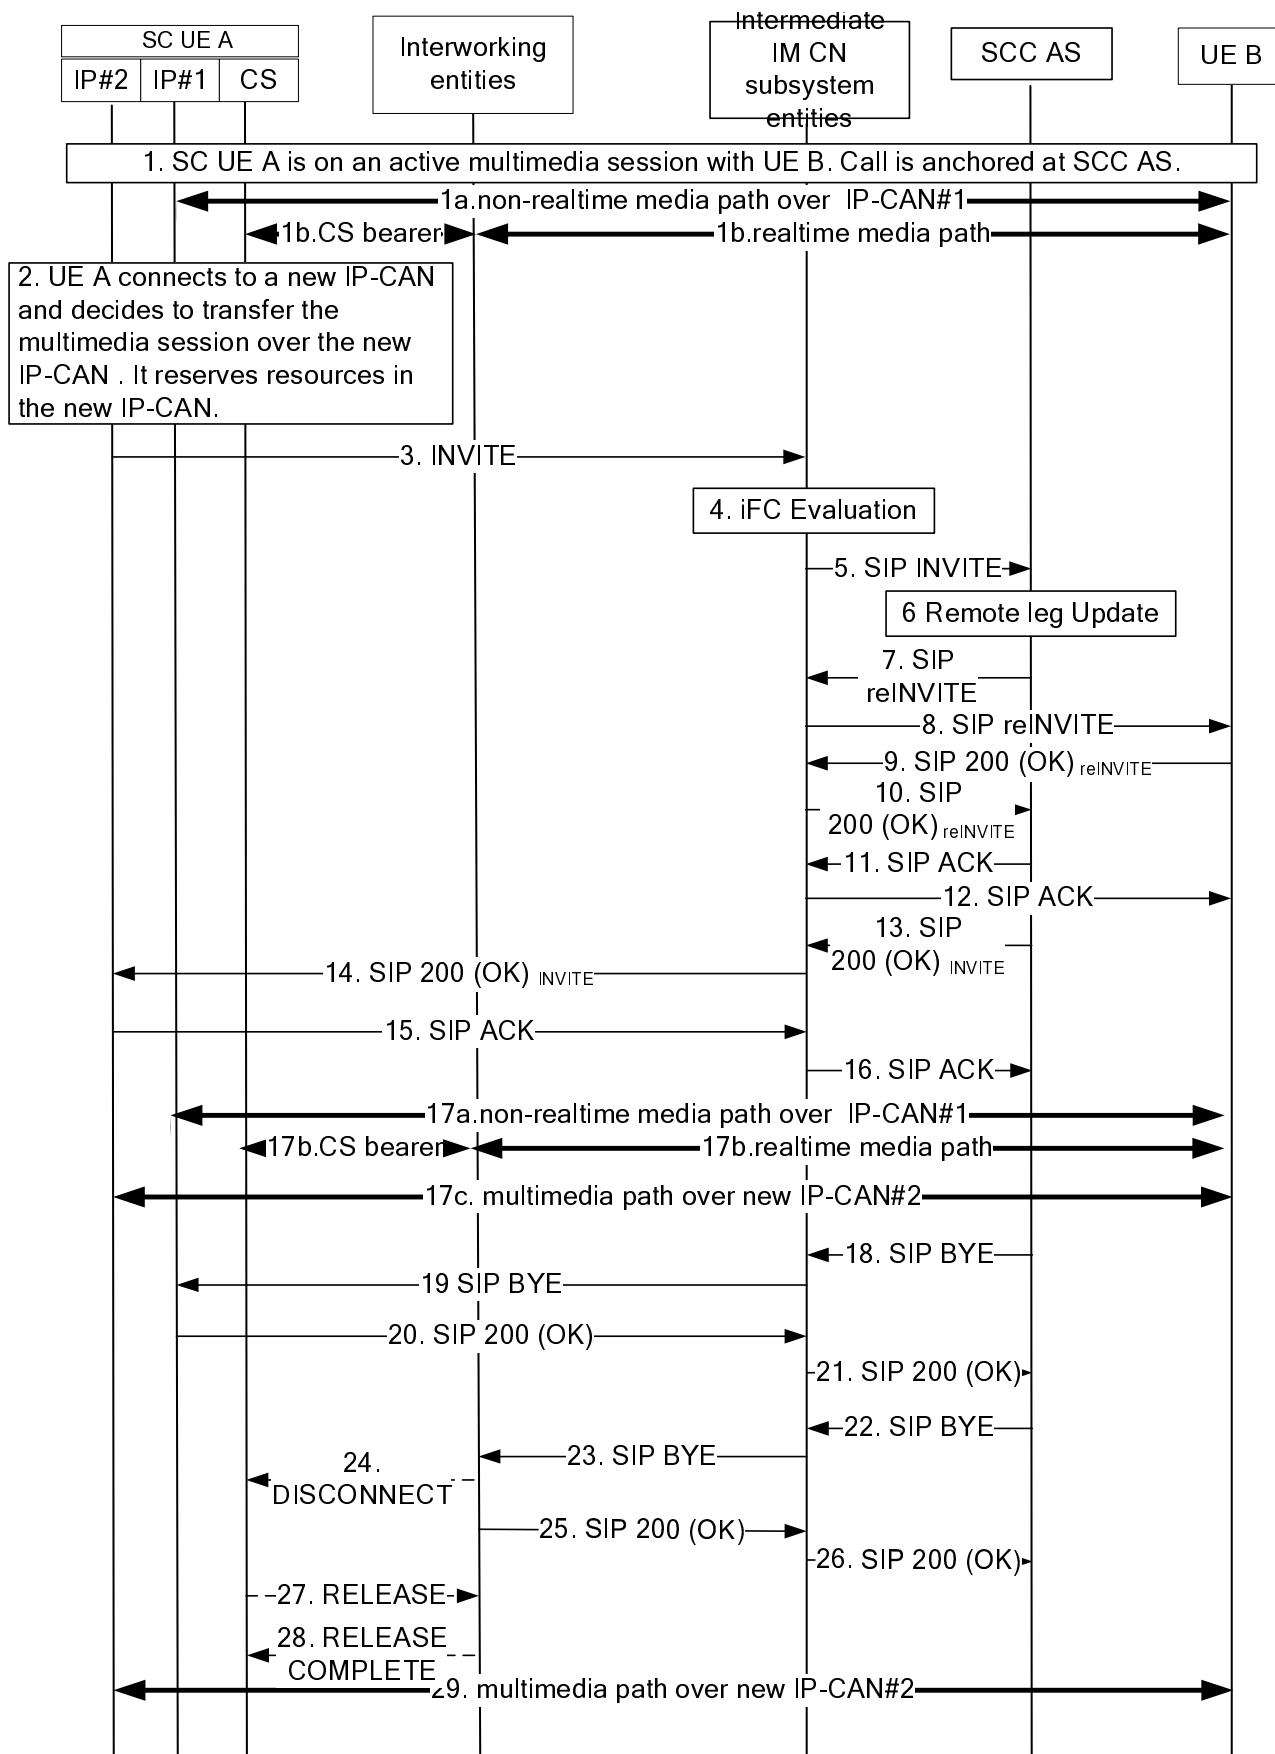 SC UE A
IP#2
IP#1
CS
Interworking
entities
Intermediate
IM CN
subsystem
entities
SCC AS
UE B
1. SC UE A is on an active multimedia session with UE B. Call is anchored at SCC AS.
1a.non-realtime media path over IP-CAN#1
1b.CS bearer
1b.realtime media path
2. UE A connects to a new IP-CAN
and decides to transfer the
multimedia session over the new
IP-CAN . It reserves resources in
the new IP-CAN.
3. INVITE
4. iFC Evaluation
5. SIP INVITE
6 Remote leg Update
7. SIP
reINVITE
8. SIP reINVITE
9. SIP 200 (OK) reINVITE
10. SIP
200 (OK) reINVITE
11. SIP ACK
12. SIP ACK
13. SIP
200 (OK) INVITE
14. SIP 200 (OK) INVITE
15. SIP ACK
16. SIP ACK
17a.non-realtime media path over IP-CAN#1
17b.CS bearer
17b.realtime media path
17c. multimedia path over new IP-CAN#2
18. SIP BYE
19 SIP BYE
20. SIP 200 (OK)
21. SIP 200 (OK)
22. SIP BYE
23. SIP BYE
24.
DISCONNECT
25. SIP 200 (OK)
26. SIP 200 (OK)
27. RELEASE
28. RELEASE
COMPLETE
29. multimedia path over new IP-CAN#2